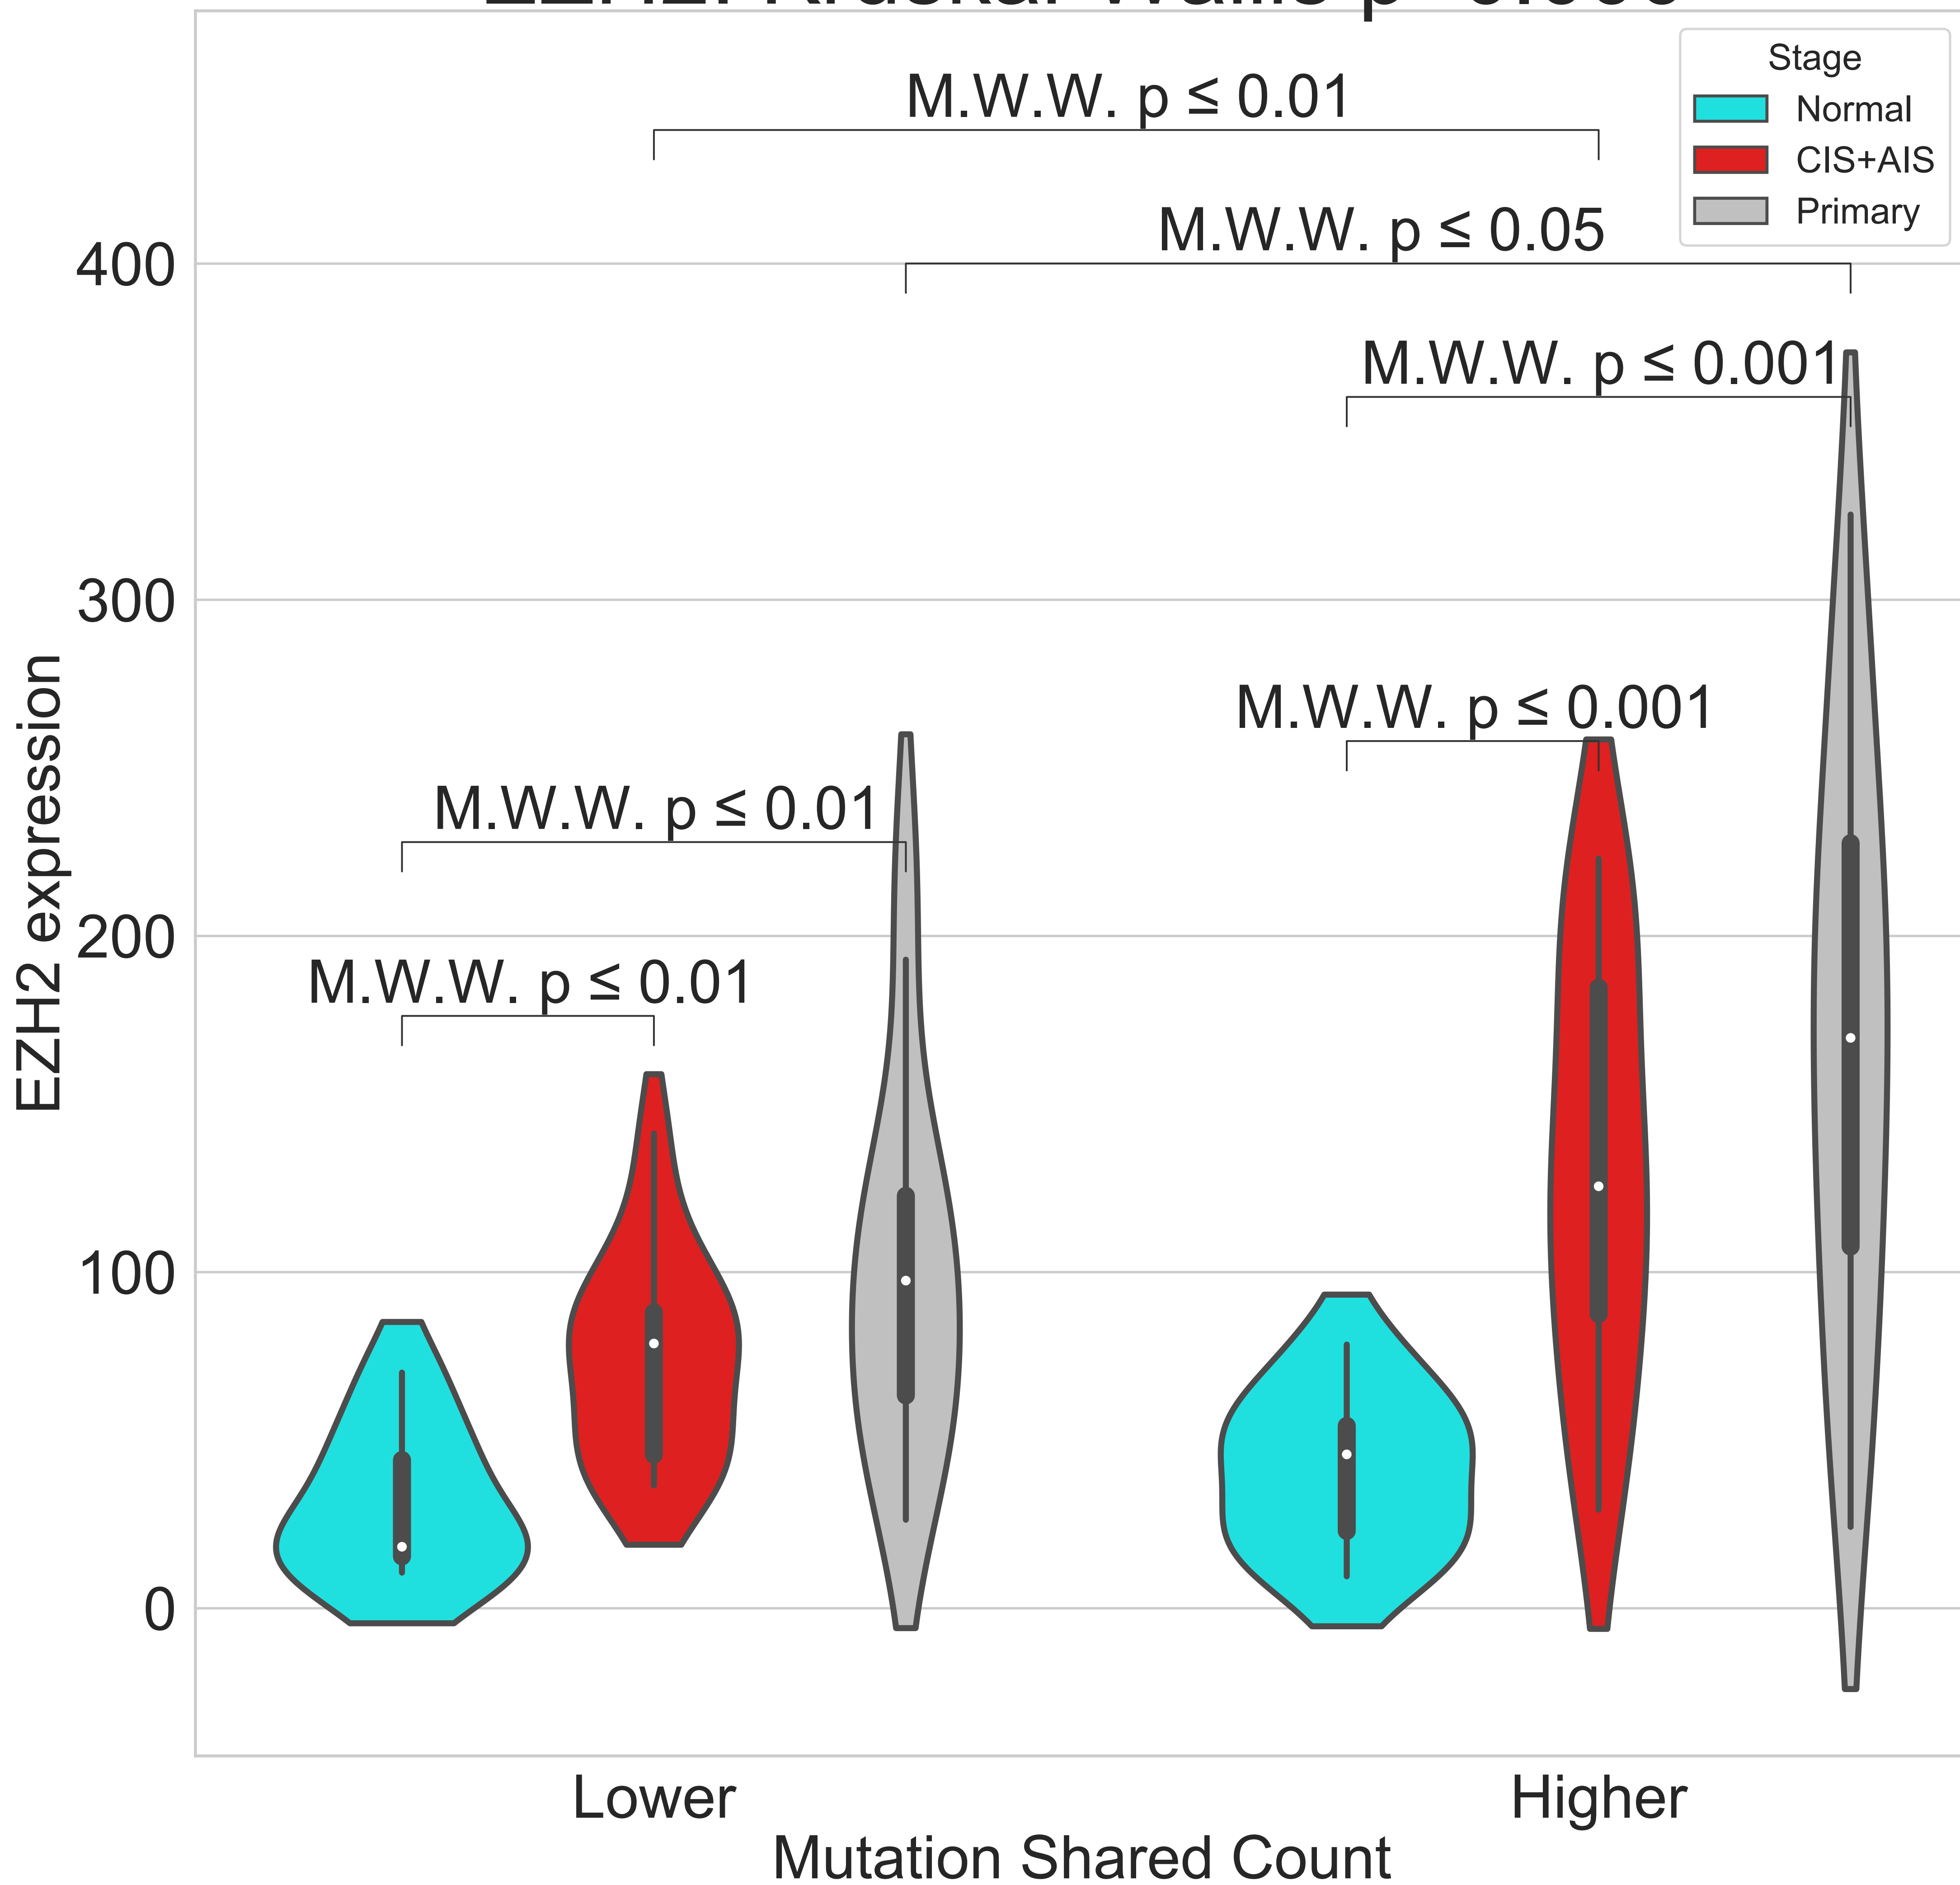 Stage
Normal
CIS+AIS
Primary
M.W.W. p ≤ 0.01
M.W.W. p ≤ 0.05
M.W.W. p ≤ 0.001
M.W.W. p ≤ 0.001
M.W.W. p ≤ 0.01
M.W.W. p ≤ 0.01
400
300
200
100
0
EZH2 expression
Lower
Higher
Mutation Shared Count